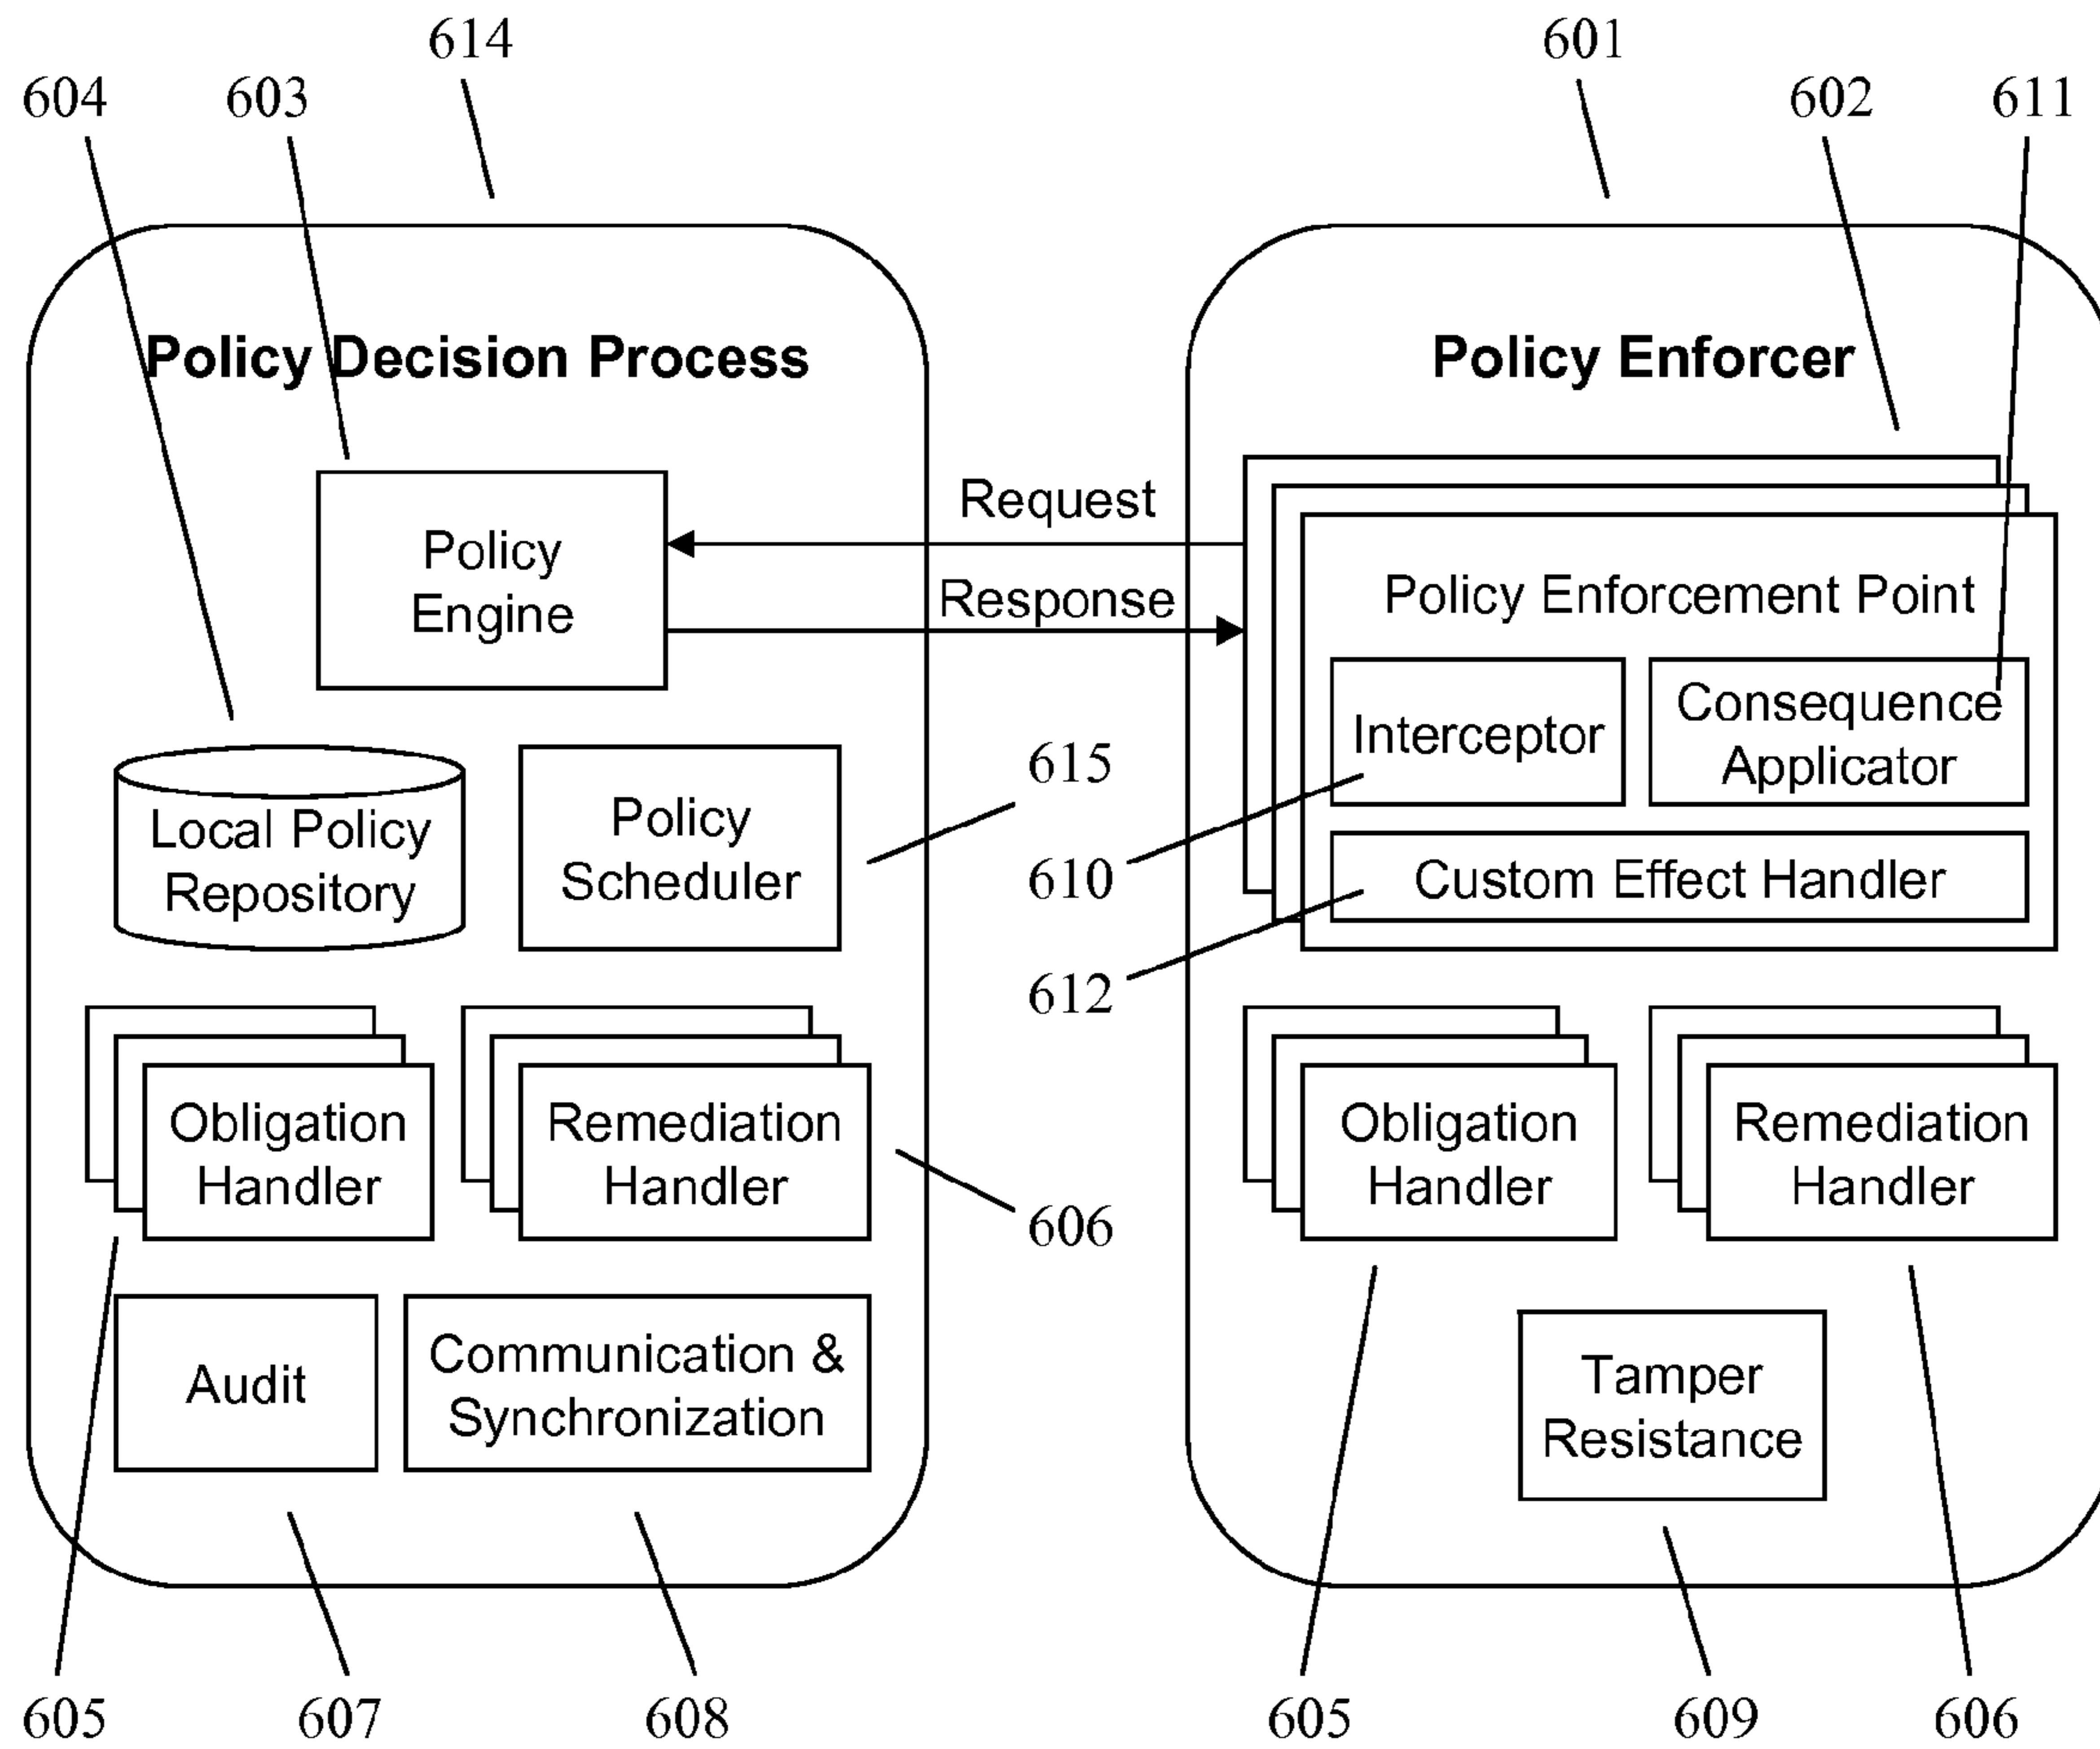 614
601
604
603
602
611
Policy Decision Process
Policy Enforcer
Policy
Engine
Request
Response
Policy Enforcement Point
Interceptor
Consequence
Applicator
Custom Effect Handler
Local Policy
Repository
Policy
Scheduler
615
610
612
Obligation
Handler
Remediation
Handler
606
Obligation
Handler
Remediation
Handler
Audit
Communication &
Synchronization
Tamper
Resistance
605
607
608
605
609
606